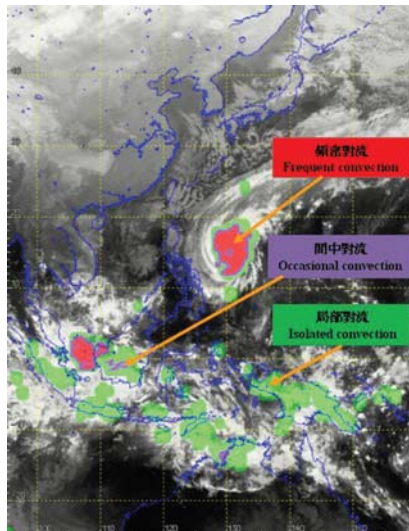 頻密對流
Frequent convection
間中對流
Occasional convection
局部對流
Isolated convection